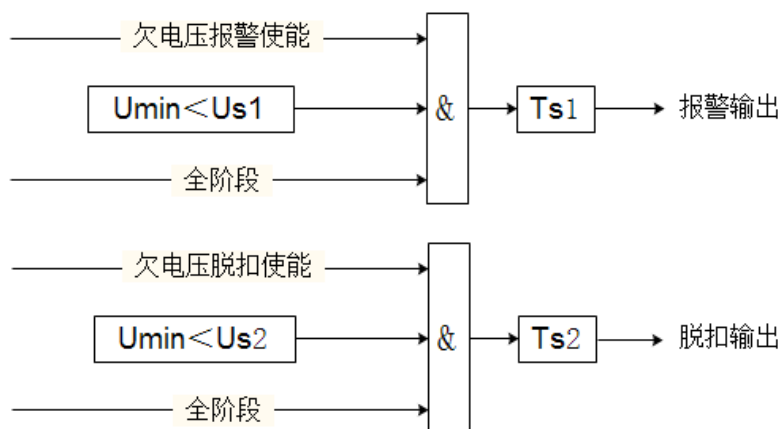 欠电压报警使能
Umin＜Us1
&
Ts1
报警输出
全阶段
欠电压脱扣使能
Umin＜Us2
&
Ts2
脱扣输出
全阶段